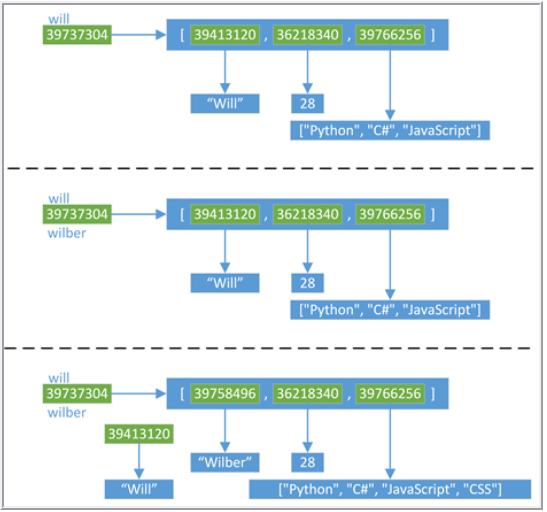 will
39737304 [ 39413120 , 36218340 , 39766256 ]
“Will” 28
["Python", "C#", "JavaScript"]
will
39737304 [ 39413120 , 36218340 , 39766256 ]
wilber
“Will” 28
["Python", "C#", "JavaScript"]
will
39737304 [ 39758496 , 36218340 , 39766256 ]
wilber
39413120
“Wilber” 28
“Will” ["Python", "C#", "JavaScript", "CSS"]